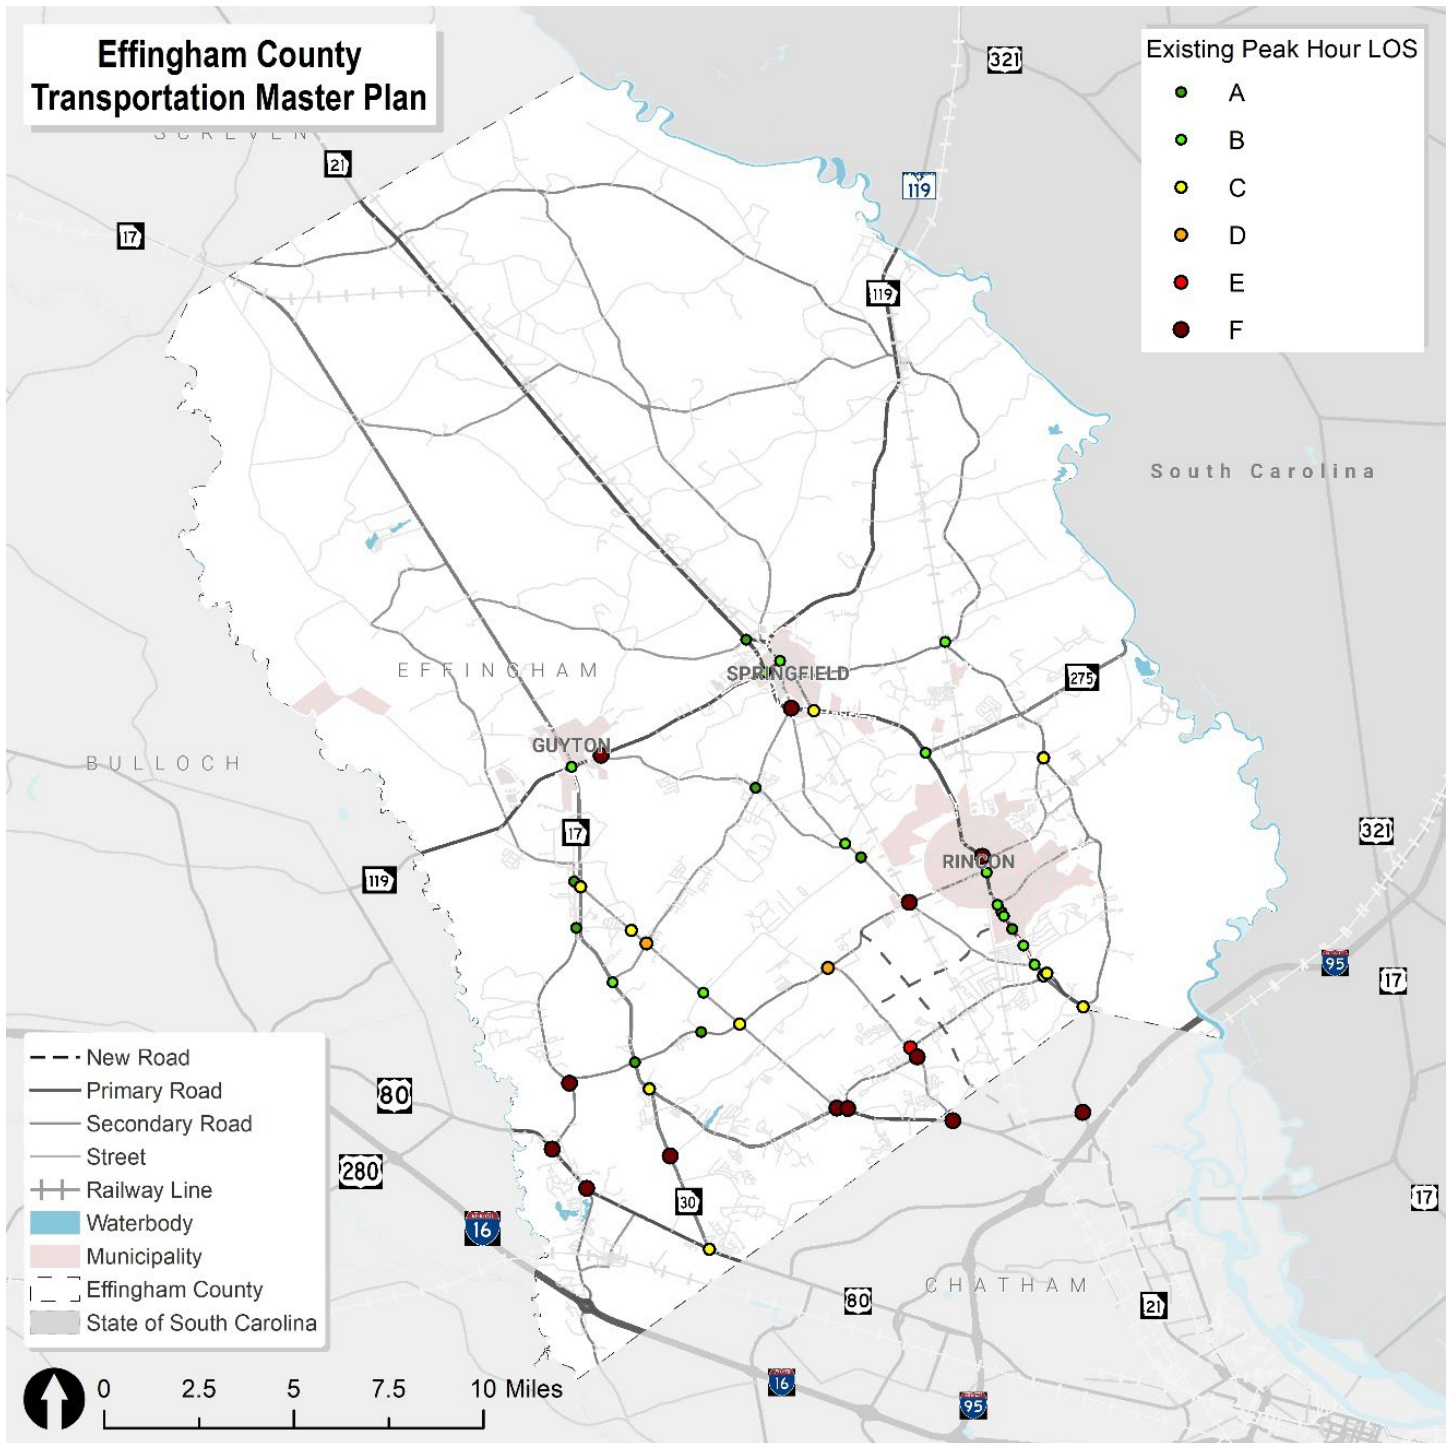 Effingham County
Transportation Master Plan
SCREVEN
21
17
321
119
119
Existing Peak Hour LOS
A
B
C
D
E
F
South Carolina
EFFINGHAM
SPRINGFIELD
275
GUYTON
BULLOCH
17
RINCON
321
119
95
17
New Road
Primary Road
Secondary Road
Street
Railway Line
Waterbody
Municipality
Effingham County
State of South Carolina
80
280
16
30
17
CHATHAM
80
21
16
95
0 2.5 5 7.5 10 Miles